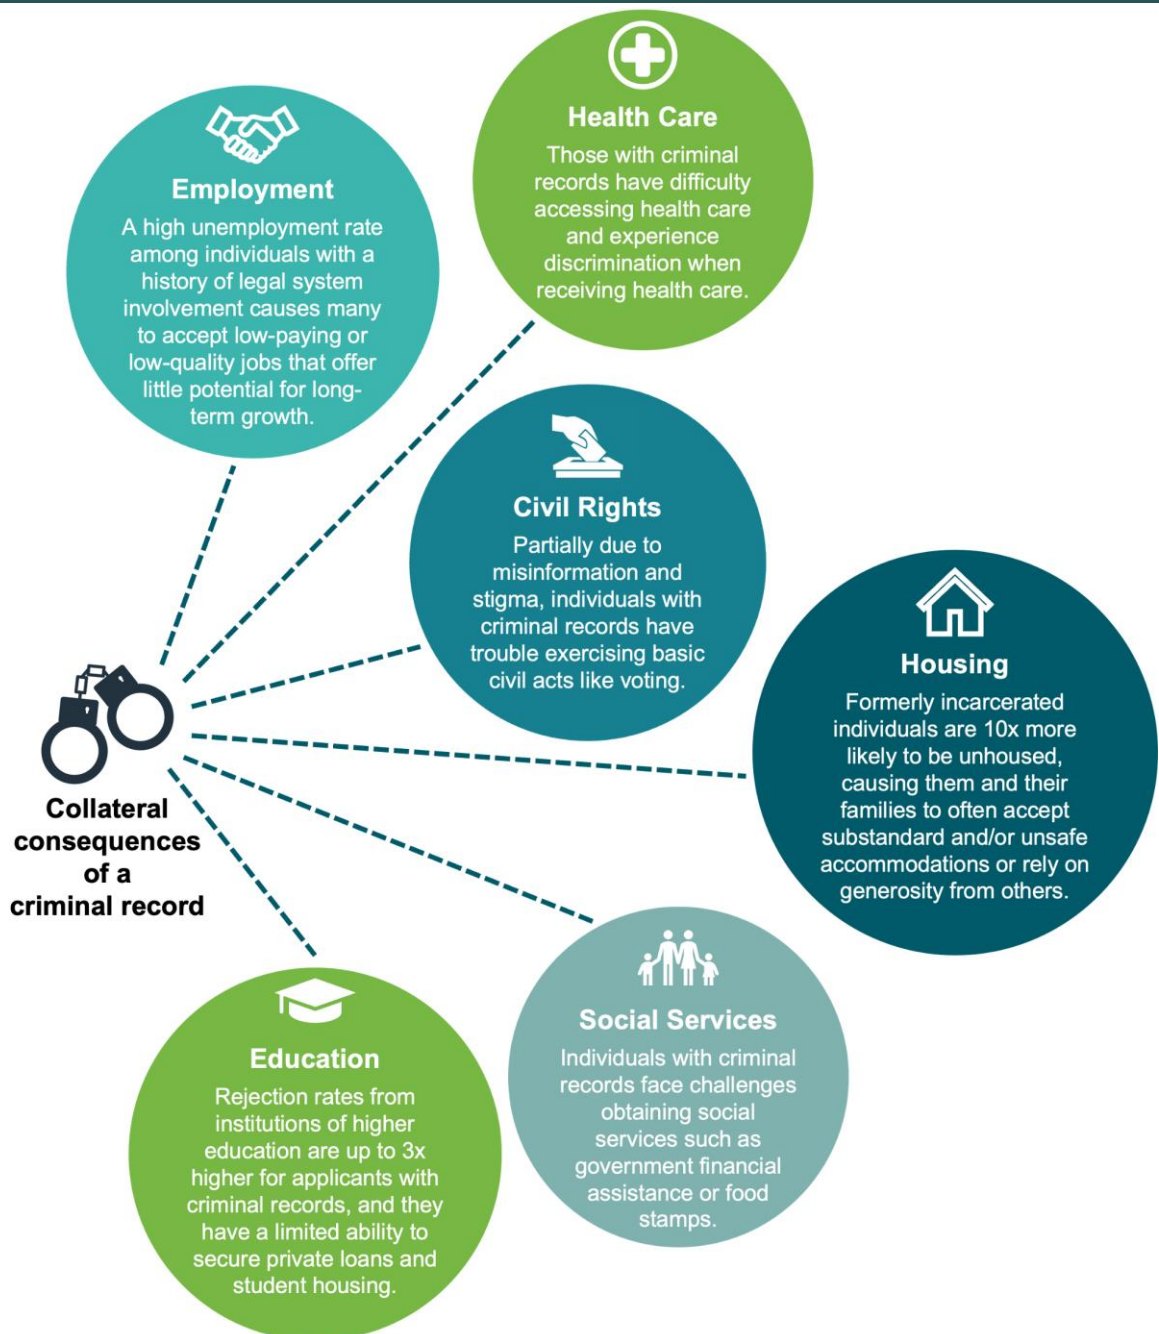 Health Care
Those with criminal
records have difficulty
accessing health care
and experience
discrimination when
receiving health care.
Employment
A high unemployment rate
among individuals with a
history of legal system
involvement causes many
to accept low-paying or
low-quality jobs that offer
little potential for long-
term growth.
Civil Rights
Partially due to
misinformation and
stigma, individuals with
criminal records have
trouble exercising basic
civil acts like voting.
Housing
Formerly incarcerated
individuals are 10x more
likely to be unhoused,
causing them and their
families to often accept
substandard and/or unsafe
accommodations or rely on
generosity from others.
Collateral
consequences
of a
criminal record
Social Services
Individuals with criminal
records face challenges
obtaining social
services such as
government financial
assistance or food
stamps.
Education
Rejection rates from
institutions of higher
education are up to 3x
higher for applicants with
criminal records, and they
have a limited ability to
secure private loans and
student housing.